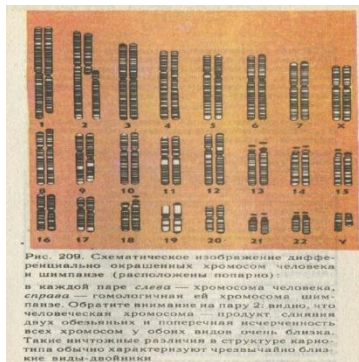 1 2 3 4 5 6 7 X
8 9 10 11 12 13 14 15
16 17 18 19 20 21 22 Y
Рис. 209. Схематическое изображение диффе-
ренциально окрашенных хромосом человека
и шимпанзе (расположены попарно):
в каждой паре слева — хромосома человека,
справа — гомологичная ей хромосома шим-
панзе. Обратите внимание на пару 2: видно, что
человеческая хромосома — продукт слияния
двух обезьяньих и поперечная исчерченность
всех хромосом у обоих видов очень близка.
Такие ничтожные различия в структуре карио-
типа обычно характеризуют чрезвычайно близ-
кие виды-двойники